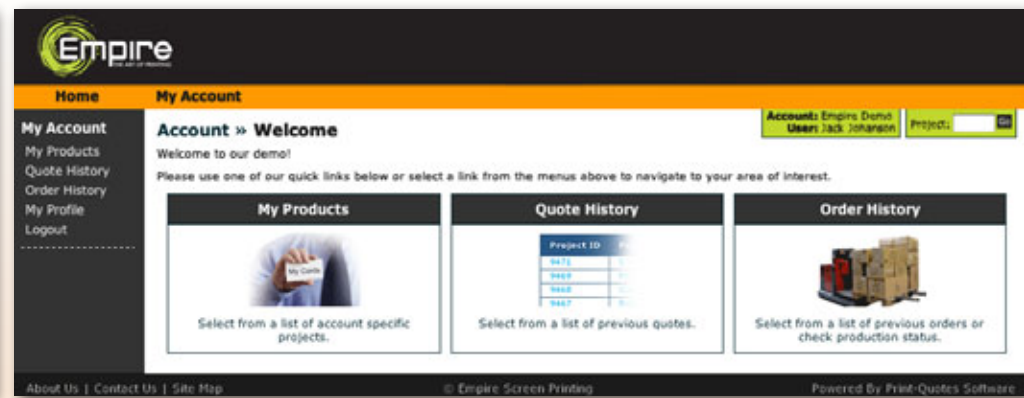 Empire
THE ART OF PRINTING
Home My Account
My Account
My Products
Quote History
Order History
My Profile
Logout
Account » Welcome
Account: Empire Demo
User: Jack Johanson
Project: Go
Welcome to our demo!
Please use one of our quick links below or select a link from the menus above to navigate to your area of interest.
My Products
My Cards
Select from a list of account specific
projects.
Quote History
Project ID
9471
9469
9468
9467
Select from a list of previous quotes.
Order History
Select from a list of previous orders or
check production status.
About Us | Contact Us | Site Map
© Empire Screen Printing
Powered By Print-Quotes Software